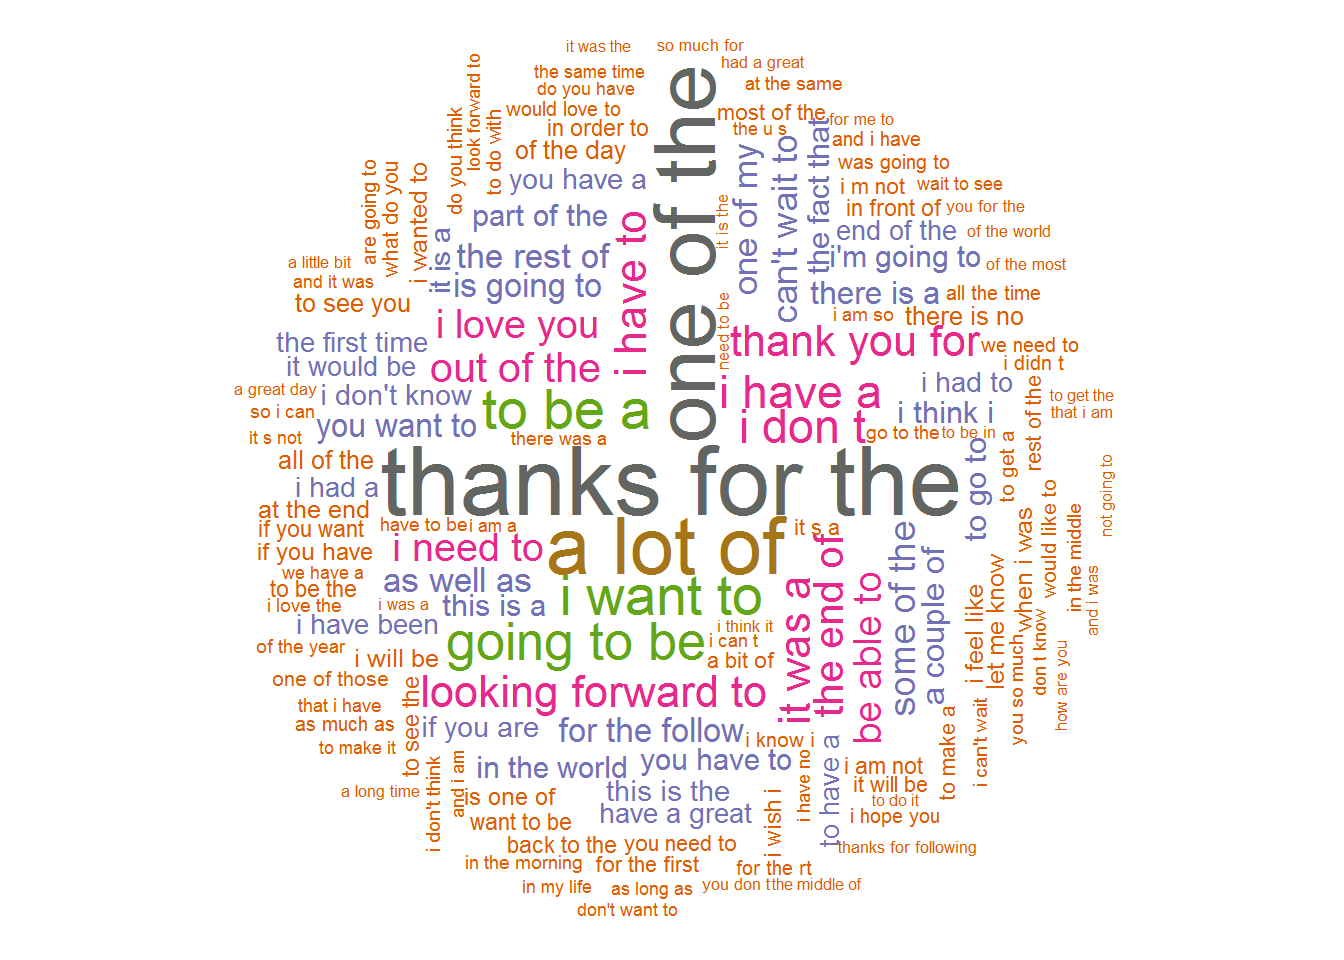 it was the
so much for
had a great
the same time
at the same
do you have
look forward to
would love to
most of the
do you think
to do with
in order to
the u s
for me to
of the day
and i have
one of the
one of my
can't wait to
the fact that
was going to
are going to
what do you
i wanted to
you have a
i m not
wait to see
part of the
in front of
you for the
it is a
i have to
it is the
end of the
of the world
the rest of
i'm going to
of the most
a little bit
and it was
is going to
there is a
all the time
to see you
need to be
i am so
there is no
i love you
thank you for
the first time
we need to
it would be
out of the
i didn t
a great day
i don't know
i have a
i had to
to get the
so i can
to be a
i think i
that i am
you want to
i don t
rest of the
it s not
there was a
go to the
to be in
to get a
all of the
thanks for the
to go to
not going to
i had a
at the end
if you want
have to be
i am a
a lot of
it s a
when i was
would like to
in the middle
if you have
i need to
we have a
as well as
to be the
i love the
i was a
this is a
i want to
it was a
the end of
be able to
some of the
a couple of
and i was
i have been
i think it
of the year
going to be
i can t
i feel like
let me know
don t know
how are you
i will be
a bit of
one of those
looking forward to
you so much
that i have
as much as
to see the
if you are
for the follow
i know i
to make it
to make a
i can't wait
in the world
you have to
to have a
i am not
a long time
i don't think
and i am
is one of
this is the
i have no
it will be
to do it
want to be
have a great
i wish i
i hope you
back to the
you need to
thanks for following
in the morning
for the first
for the rt
in my life
as long as
you don t
the middle of
don't want to